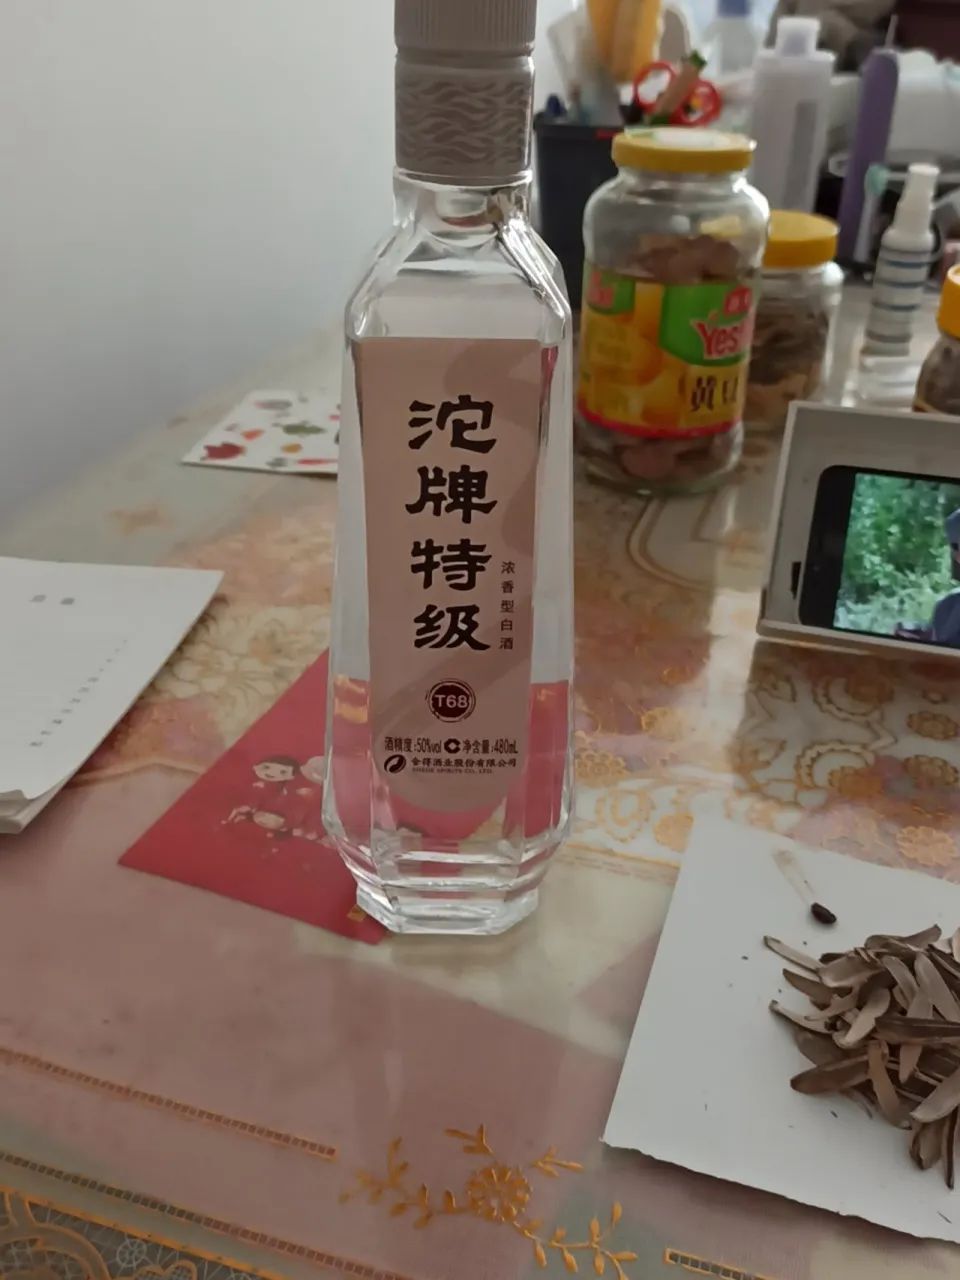 沱牌特级
浓香型白酒
T68
酒精度:50%vol 净含量:480mL
舍得酒业股份有限公司
Yes
黄豆